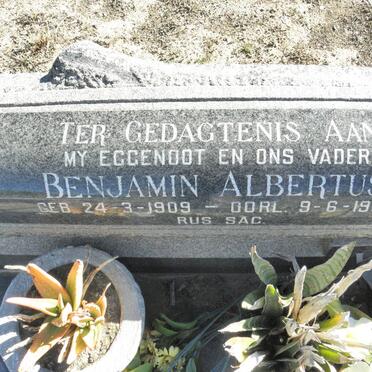 TER GEDAGTENIS AAN
MY EGGENOOT EN ONS VADER
BENJAMIN ALBERTUS
GEB. 24-3-1909 – OORL. 9-6-19
RUS SAG.